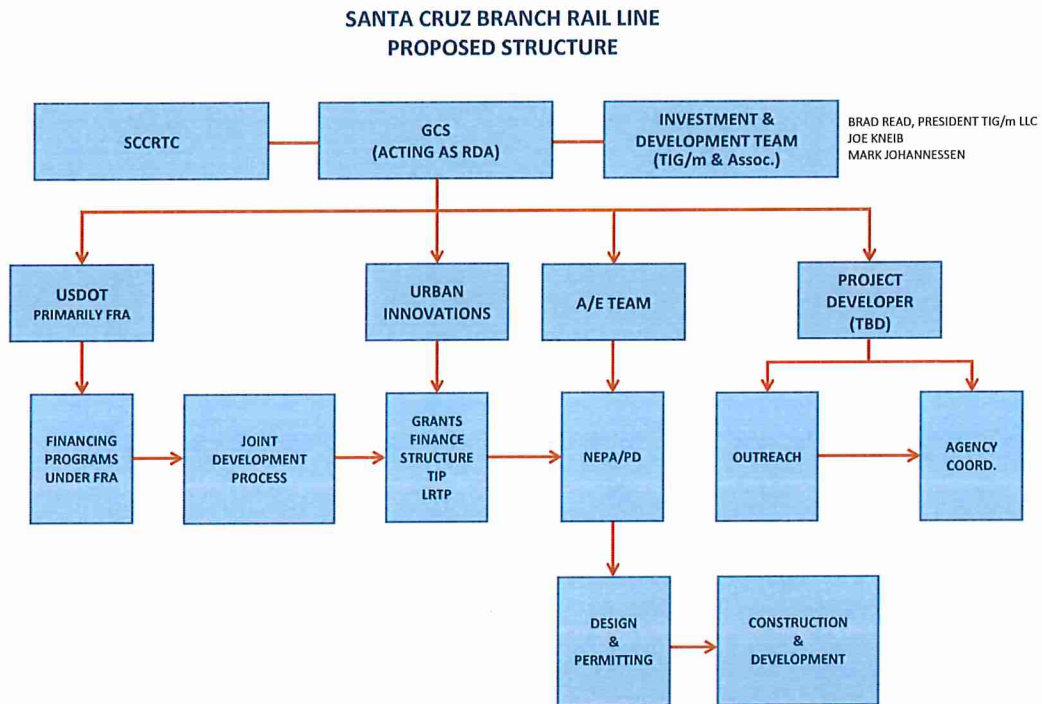 SANTA CRUZ BRANCH RAIL LINE
PROPOSED STRUCTURE
SCCRTC
GCS
(ACTING AS RDA)
INVESTMENT &
DEVELOPMENT TEAM
(TIG/m & Assoc.)
BRAD READ, PRESIDENT TIG/m LLC
JOE KNEIB
MARK JOHANNESSEN
USDOT
PRIMARILY FRA
URBAN
INNOVATIONS
A/E TEAM
PROJECT
DEVELOPER
(TBD)
FINANCING
PROGRAMS
UNDER FRA
JOINT
DEVELOPMENT
PROCESS
GRANTS
FINANCE
STRUCTURE
TIP
LRTP
NEPA/PD
OUTREACH
AGENCY
COORD.
DESIGN
&
PERMITTING
CONSTRUCTION
&
DEVELOPMENT